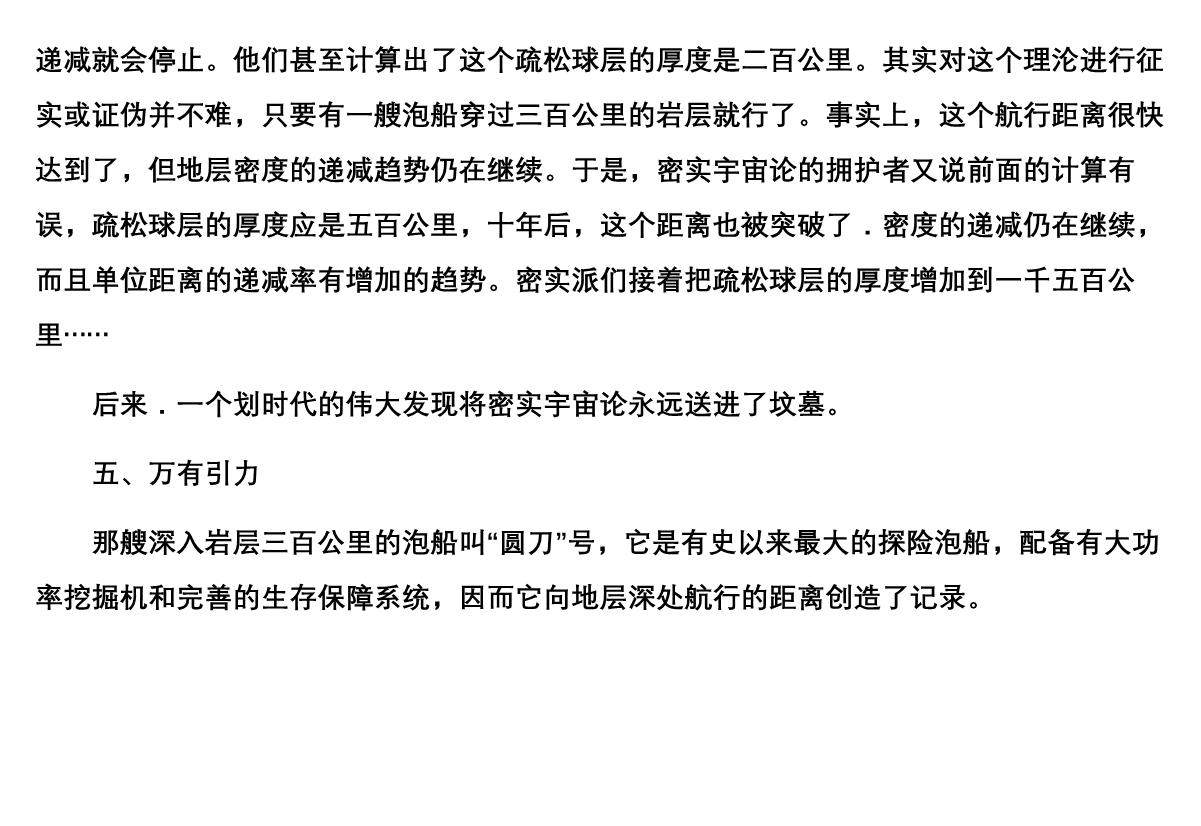 递减就会停止。他们甚至计算出了这个疏松球层的厚度是二百公里。其实对这个理沦进行征
实或证伪并不难，只要有一艘泡船穿过三百公里的岩层就行了。事实上，这个航行距离很快
达到了，但地层密度的递减趋势仍在继续。于是，密实宇宙论的拥护者又说前面的计算有
误，疏松球层的厚度应是五百公里，十年后，这个距离也被突破了．密度的递减仍在继续，
而且单位距离的递减率有增加的趋势。密实派们接着把疏松球层的厚度增加到一千五百公
里……
后来．一个划时代的伟大发现将密实宇宙论永远送进了坟墓。
五、万有引力
那艘深入岩层三百公里的泡船叫“圆刀”号，它是有史以来最大的探险泡船，配备有大功
率挖掘机和完善的生存保障系统，因而它向地层深处航行的距离创造了记录。